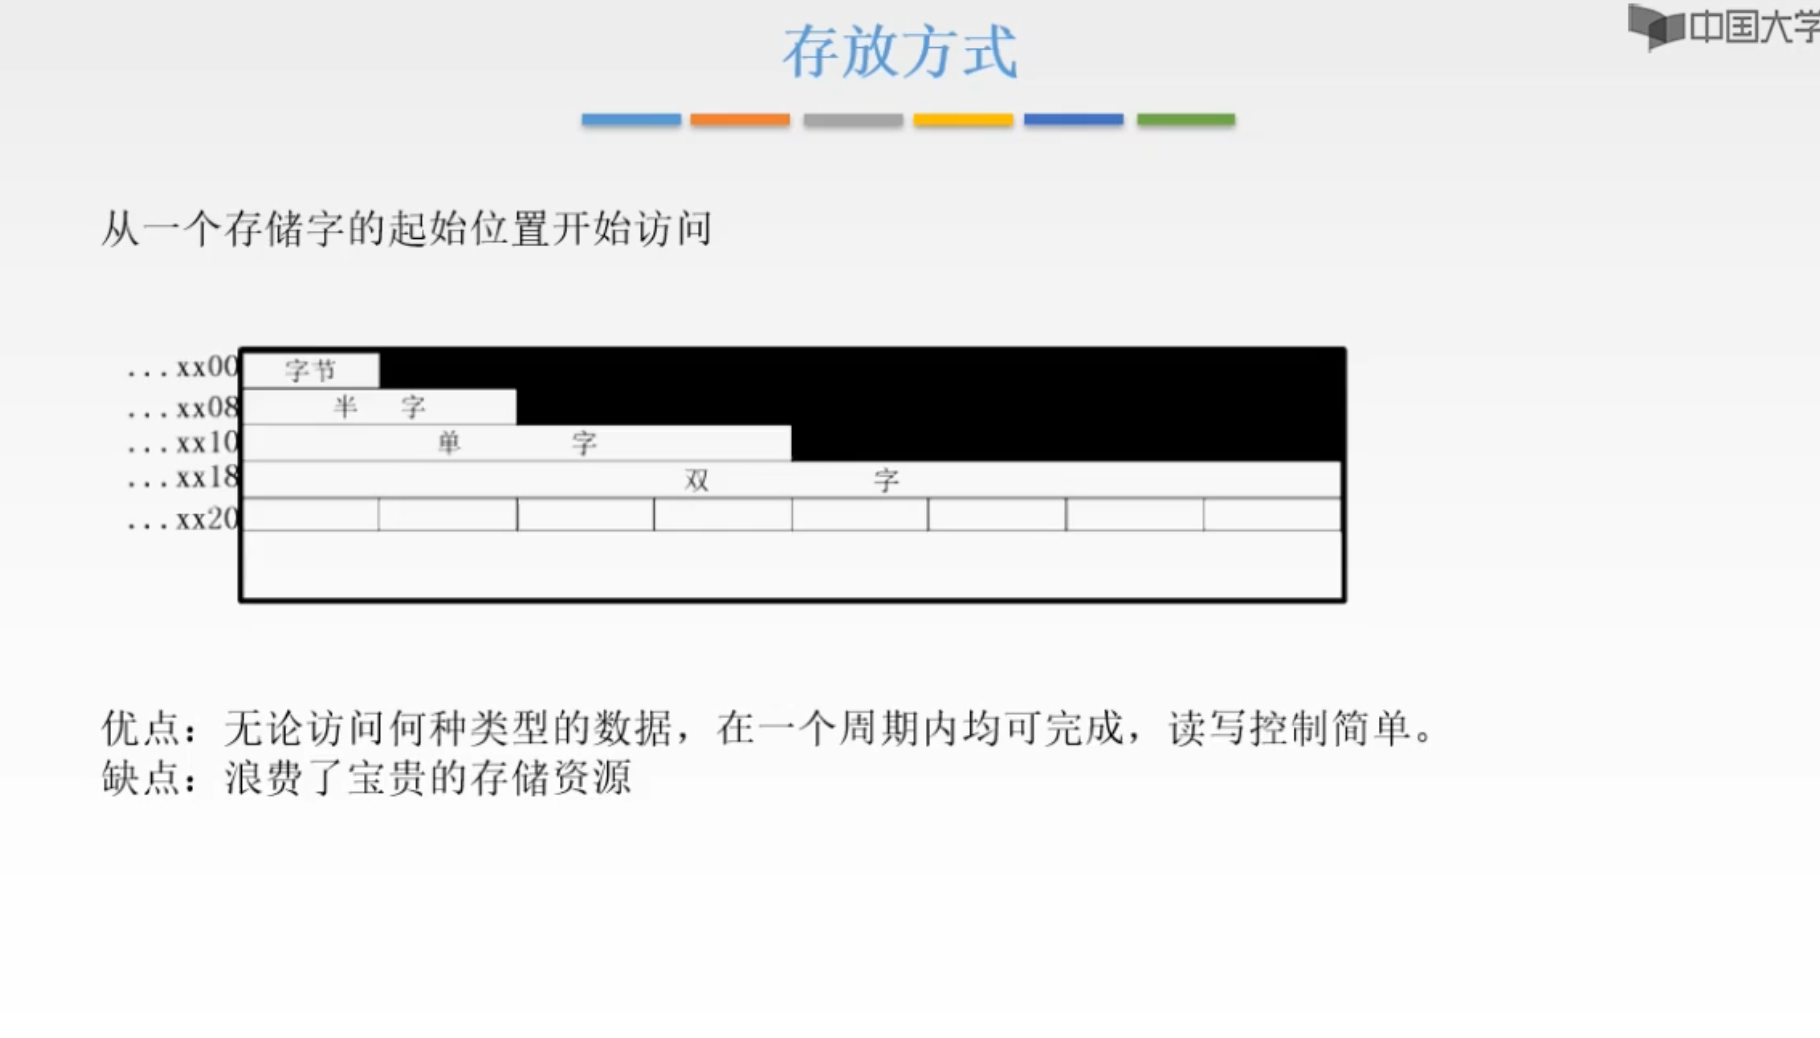 中国大学
存放方式
从一个存储字的起始位置开始访问
...xx00 字节
...xx08 半 字
...xx10 单 字
...xx18 双 字
...xx20
优点：无论访问何种类型的数据，在一个周期内均可完成，读写控制简单。
缺点：浪费了宝贵的存储资源